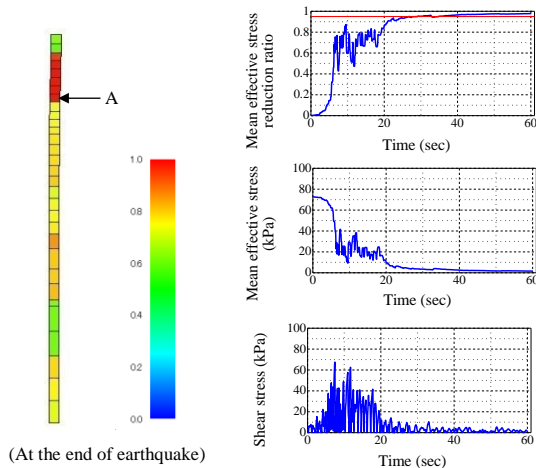 A
1.0
0.8
0.6
0.4
0.2
0.0
(At the end of earthquake)
Mean effective stress
reduction ratio
1
0.8
0.6
0.4
0.2
0
0 20 40 60
Time (sec)
Mean effective stress
(kPa)
100
80
60
40
20
0
0 20 40 60
Time (sec)
Shear stress (kPa)
100
80
60
40
20
0
0 20 40 60
Time (sec)